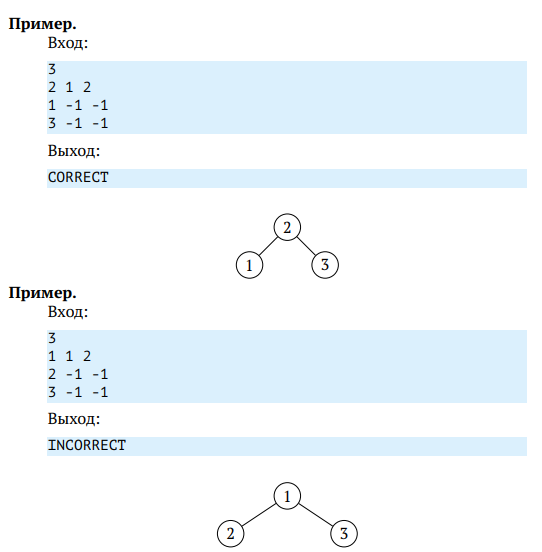 Пример.
Вход:
3
2 1 2
1 -1 -1
3 -1 -1
Выход:
CORRECT
2
1 3
Пример.
Вход:
3
1 1 2
2 -1 -1
3 -1 -1
Выход:
INCORRECT
1
2 3